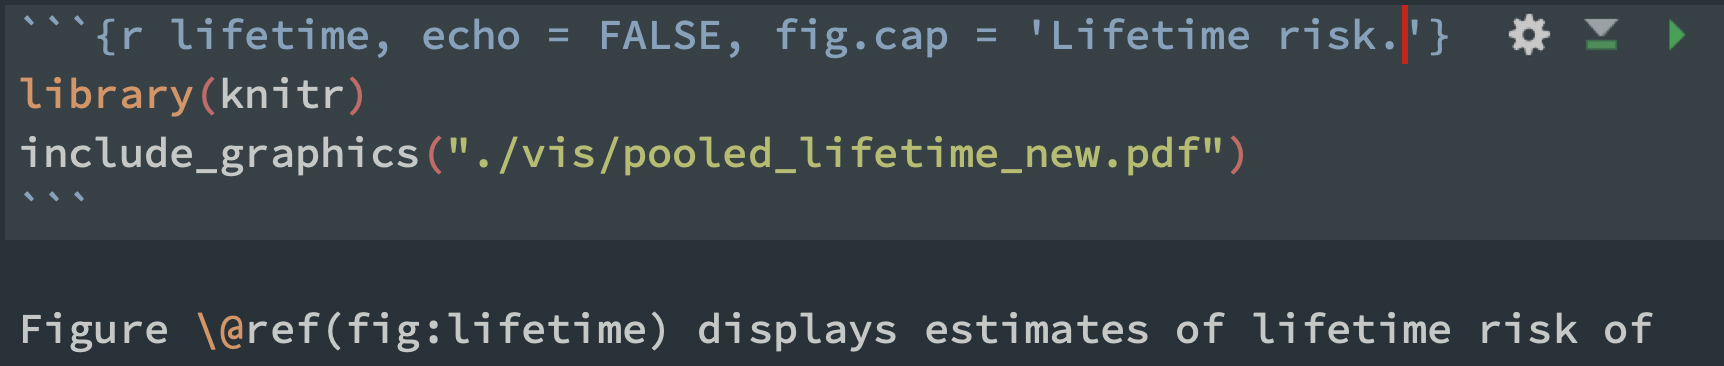 ```{r lifetime, echo = FALSE, fig.cap = 'Lifetime risk.'}
library(knitr)
include_graphics("./vis/pooled_lifetime_new.pdf")
```
Figure \@ref(fig:lifetime) displays estimates of lifetime risk of